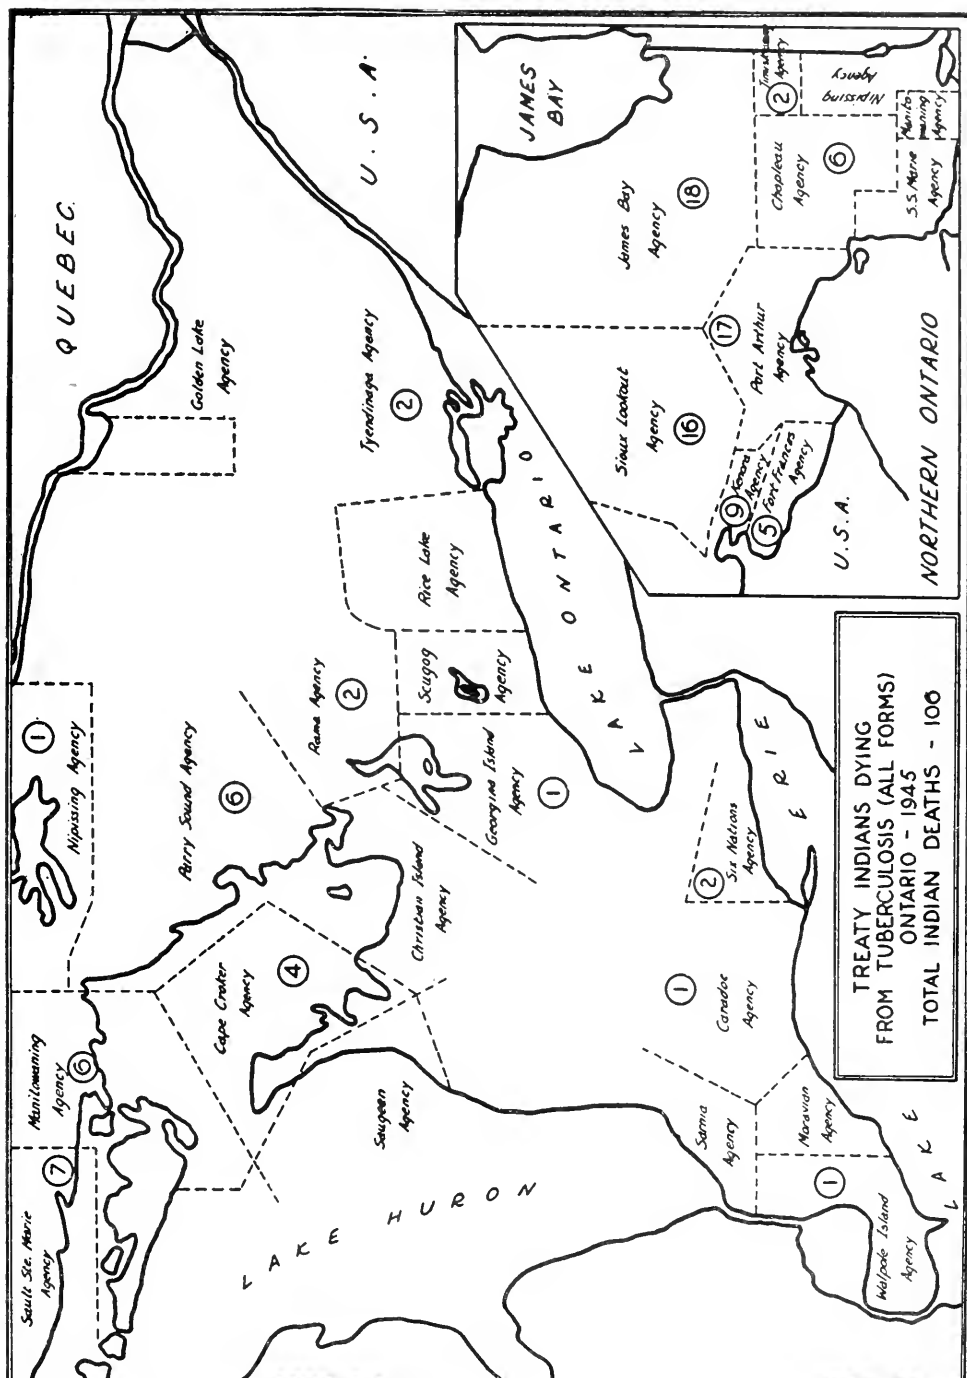 TREATY INDIANS DYING
FROM TUBERCULOSIS (ALL FORMS)
ONTARIO - 1945
TOTAL INDIAN DEATHS - 100
QUEBEC
U.S.A.
Sault Ste. Marie
Agency
7
Manitowaning
Agency
6
1
Nipissing Agency
Parry Sound Agency
6
Golden Lake
Agency
Cape Croker
Agency
4
Christian Island
Agency
Rama Agency
2
Georgina Island
Agency
1
Scugog
Agency
Rice Lake
Agency
Tyendinaga Agency
2
Saugeen
Agency
LAKE HURON
LAKE ONTARIO
LAKE ERIE
Sarnia
Agency
Caradoc
Agency
1
2
Six Nations
Agency
Moravian
Agency
1
Walpole Island
Agency
JAMES
BAY
James Bay
Agency
18
Sioux Lookout
Agency
16
17
Port Arthur
Agency
9
Kenora
Agency
5
Fort Frances
Agency
Chapleau
Agency
6
Agency
2
Nipissing
Agency
Manito
waning
Agency
S.S Marie
Agency
U.S.A.
NORTHERN ONTARIO